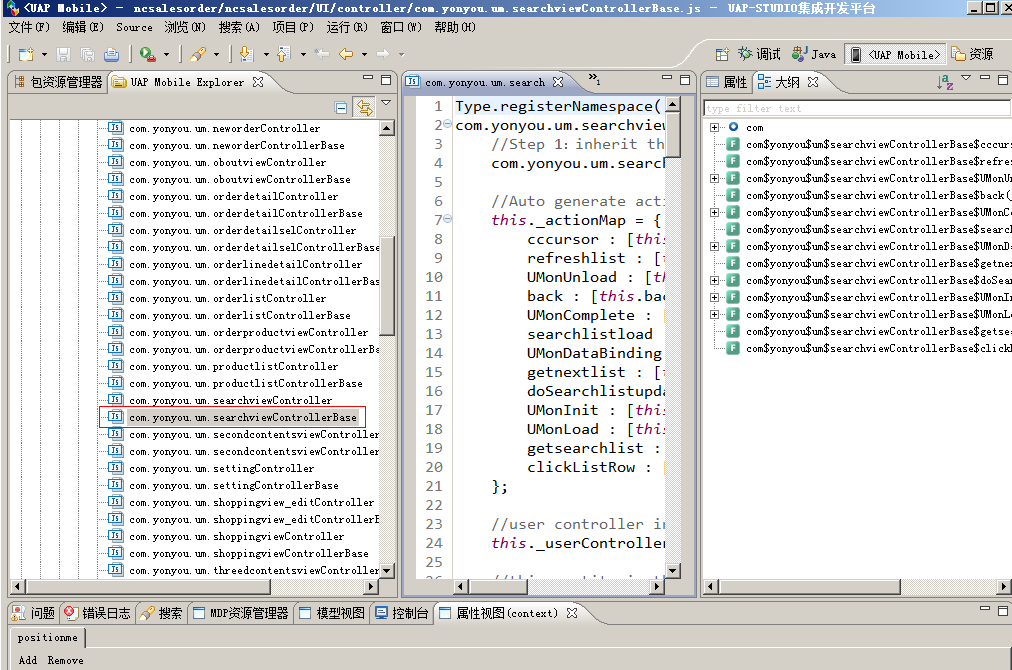 <UAP Mobile> - ncsalesorder/ncsalesorder/UI/controller/com.yonyou.um.searchviewControllerBase.js - UAP-STUDIO集成开发平台
文件(F) 编辑(E) Source 浏览(N) 搜索(A) 项目(P) 运行(R) 窗口(W) 帮助(H)
调试 Java <UAP Mobile> 资源
包资源管理器 UAP Mobile Explorer
com.yonyou.um.neworderController
com.yonyou.um.neworderControllerBase
com.yonyou.um.oboutviewController
com.yonyou.um.oboutviewControllerBase
com.yonyou.um.orderdetailController
com.yonyou.um.orderdetailControllerBase
com.yonyou.um.orderdetailselController
com.yonyou.um.orderdetailselControllerBase
com.yonyou.um.orderlinedetailController
com.yonyou.um.orderlinedetailControllerBas
com.yonyou.um.orderlistController
com.yonyou.um.orderlistControllerBase
com.yonyou.um.orderproductviewController
com.yonyou.um.orderproductviewControllerBa
com.yonyou.um.productlistController
com.yonyou.um.productlistControllerBase
com.yonyou.um.searchviewController
com.yonyou.um.searchviewControllerBase
com.yonyou.um.secondcontentsviewController
com.yonyou.um.secondcontentsviewController
com.yonyou.um.settingController
com.yonyou.um.settingControllerBase
com.yonyou.um.shoppingview_editController
com.yonyou.um.shoppingview_editControllerB
com.yonyou.um.shoppingviewController
com.yonyou.um.shoppingviewControllerBase
com.yonyou.um.threedcontentsviewController
com.yonyou.um.search »1
1 Type.registerNamespace(
2 com.yonyou.um.searchview
3 //Step 1: inherit th
4 com.yonyou.um.search
5
6 //Auto generate acti
7 this._actionMap = {
8 cccursor : [this
9 refreshlist : [t
10 UMonUnload : [th
11 back : [this.bac
12 UMonComplete : [
13 searchlistload
14 UMonDataBinding
15 getnextlist : [t
16 doSearchlistupda
17 UMonInit : [this
18 UMonLoad : [this
19 getsearchlist :
20 clickListRow : [
21 };
22
23 //user controller in
24 this._userController
25
属性 大纲
type filter text
com
com$yonyou$um$searchviewControllerBase$cccurs
com$yonyou$um$searchviewControllerBase$refres
com$yonyou$um$searchviewControllerBase$UMonUn
com$yonyou$um$searchviewControllerBase$back(
com$yonyou$um$searchviewControllerBase$UMonCo
com$yonyou$um$searchviewControllerBase$search
com$yonyou$um$searchviewControllerBase$UMonDa
com$yonyou$um$searchviewControllerBase$getnex
com$yonyou$um$searchviewControllerBase$doSear
com$yonyou$um$searchviewControllerBase$UMonIn
com$yonyou$um$searchviewControllerBase$UMonLo
com$yonyou$um$searchviewControllerBase$getsea
com$yonyou$um$searchviewControllerBase$clickL
问题 错误日志 搜索 MDP资源管理器 模型视图 控制台 属性视图(context)
positionme
Add Remove